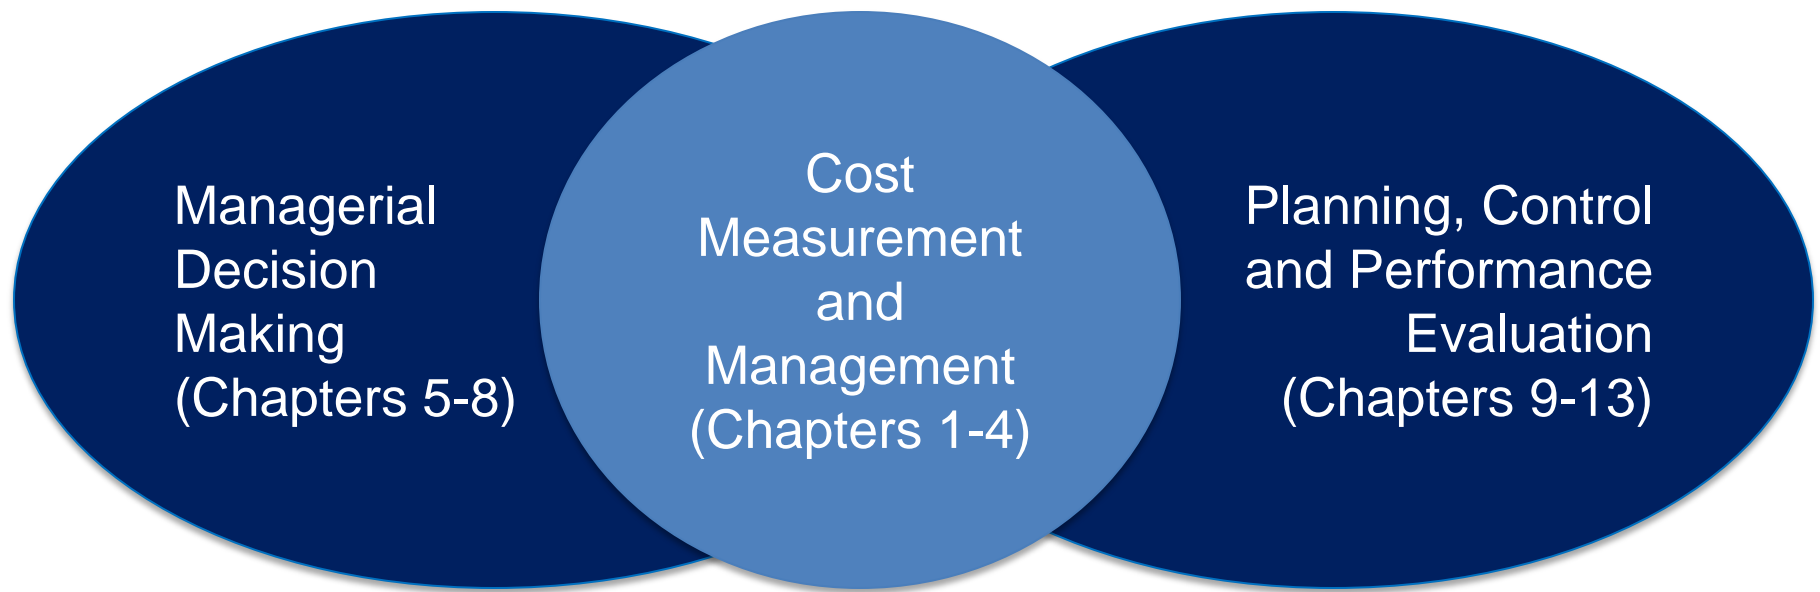 Managerial
Decision
Making
(Chapters 5-8)
Cost
Measurement
and
Management
(Chapters 1-4)
Planning, Control
and Performance
Evaluation
(Chapters 9-13)